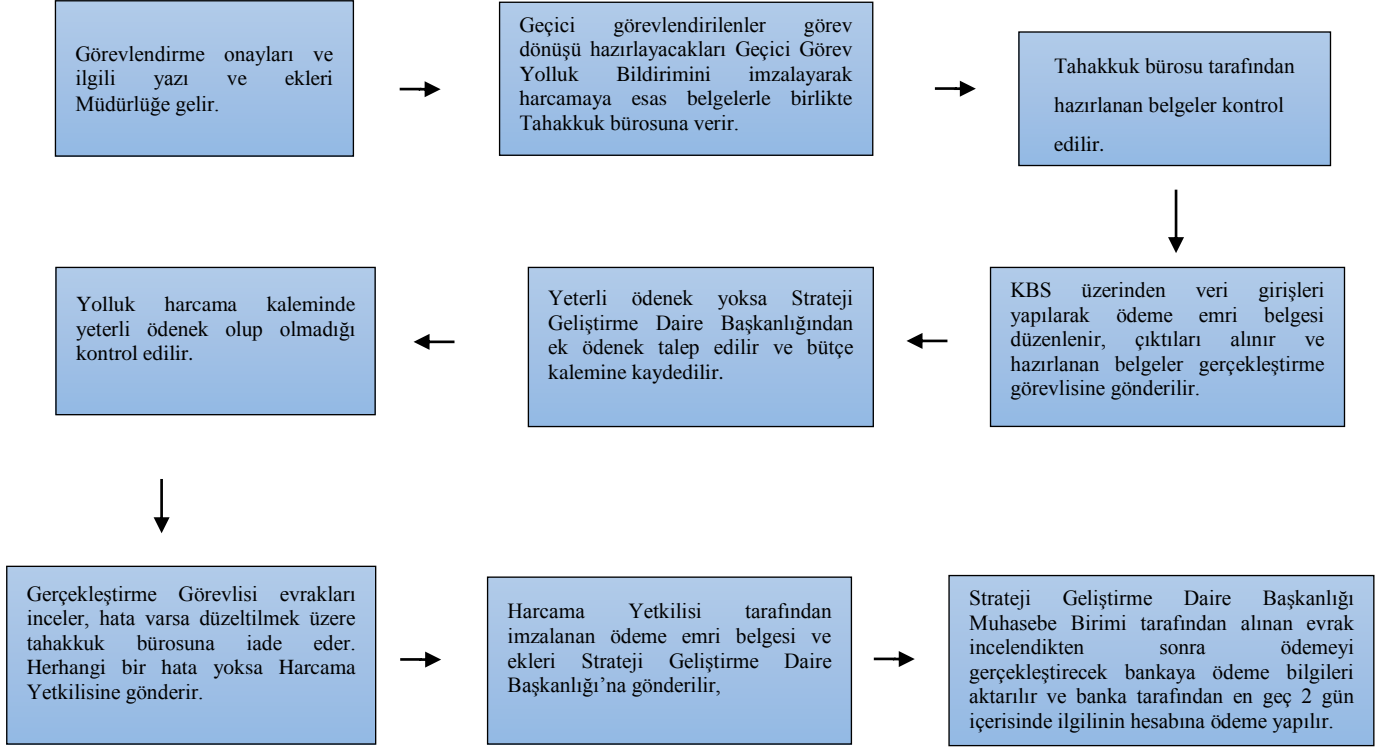 Görevlendirme onayları ve
ilgili yazı ve ekleri
Müdürlüğe gelir.
Geçici görevlendirilenler görev
dönüşü hazırlayacakları Geçici Görev
Yolluk Bildirimini imzalayarak
harcamaya esas belgelerle birlikte
Tahakkuk bürosuna verir.
Tahakkuk bürosu tarafından
hazırlanan belgeler kontrol
edilir.
KBS üzerinden veri girişleri
yapılarak ödeme emri belgesi
düzenlenir, çıktıları alınır ve
hazırlanan belgeler gerçekleştirme
görevlisine gönderilir.
Yeterli ödenek yoksa Strateji
Geliştirme Daire Başkanlığından
ek ödenek talep edilir ve bütçe
kalemine kaydedilir.
Yolluk harcama kaleminde
yeterli ödenek olup olmadığı
kontrol edilir.
Gerçekleştirme Görevlisi evrakları
inceler, hata varsa düzeltilmek üzere
tahakkuk bürosuna iade eder.
Herhangi bir hata yoksa Harcama
Yetkilisine gönderir.
Harcama Yetkilisi tarafından
imzalanan ödeme emri belgesi ve
ekleri Strateji Geliştirme Daire
Başkanlığı’na gönderilir,
Strateji Geliştirme Daire Başkanlığı
Muhasebe Birimi tarafından alınan evrak
incelendikten sonra ödemeyi
gerçekleştirecek bankaya ödeme bilgileri
aktarılır ve banka tarafından en geç 2 gün
içerisinde ilgilinin hesabına ödeme yapılır.